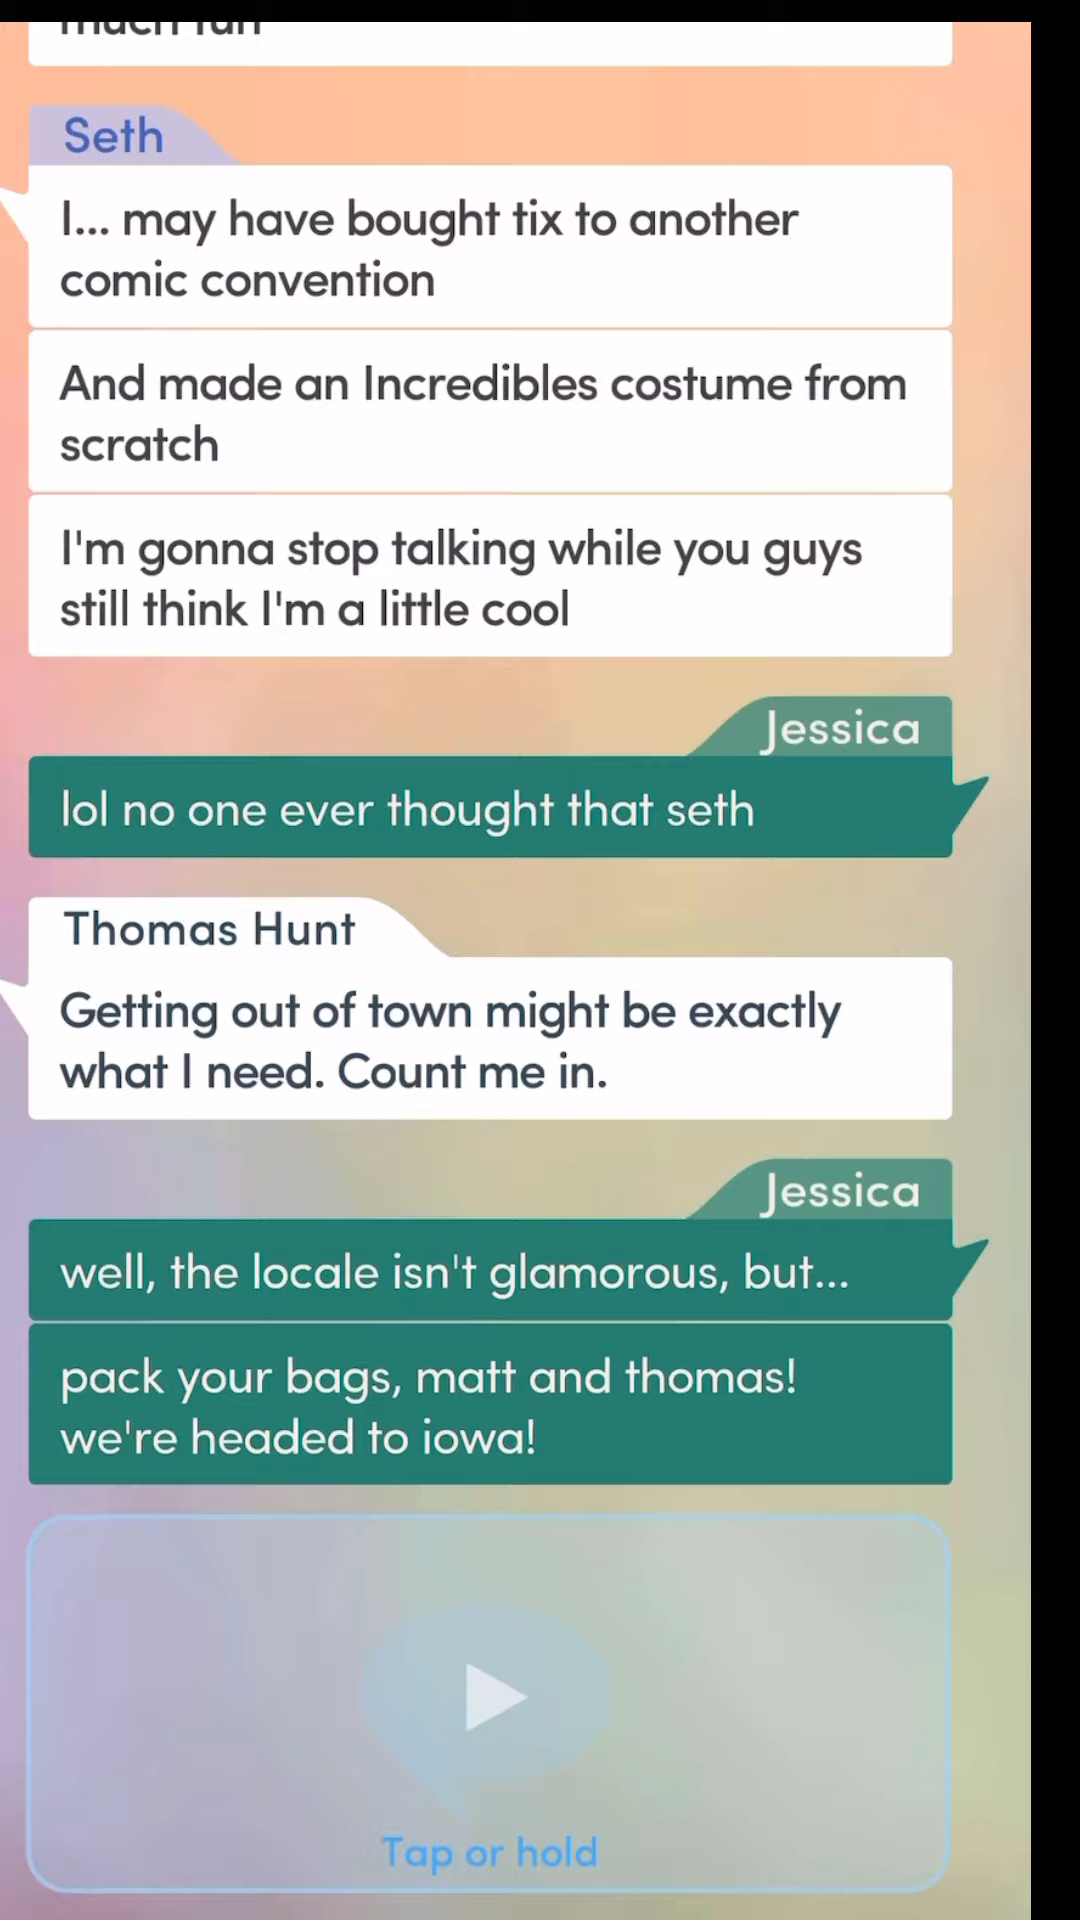 much fun
Seth
I... may have bought tix to another
comic convention
And made an Incredibles costume from
scratch
I'm gonna stop talking while you guys
still think I'm a little cool
Jessica
lol no one ever thought that seth
Thomas Hunt
Getting out of town might be exactly
what I need. Count me in.
Jessica
well, the locale isn't glamorous, but...
pack your bags, matt and thomas!
we're headed to iowa!
Tap or hold